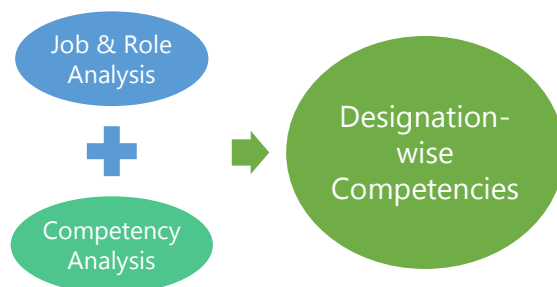 Job & Role
Analysis
Competency
Analysis
Designation-
wise
Competencies